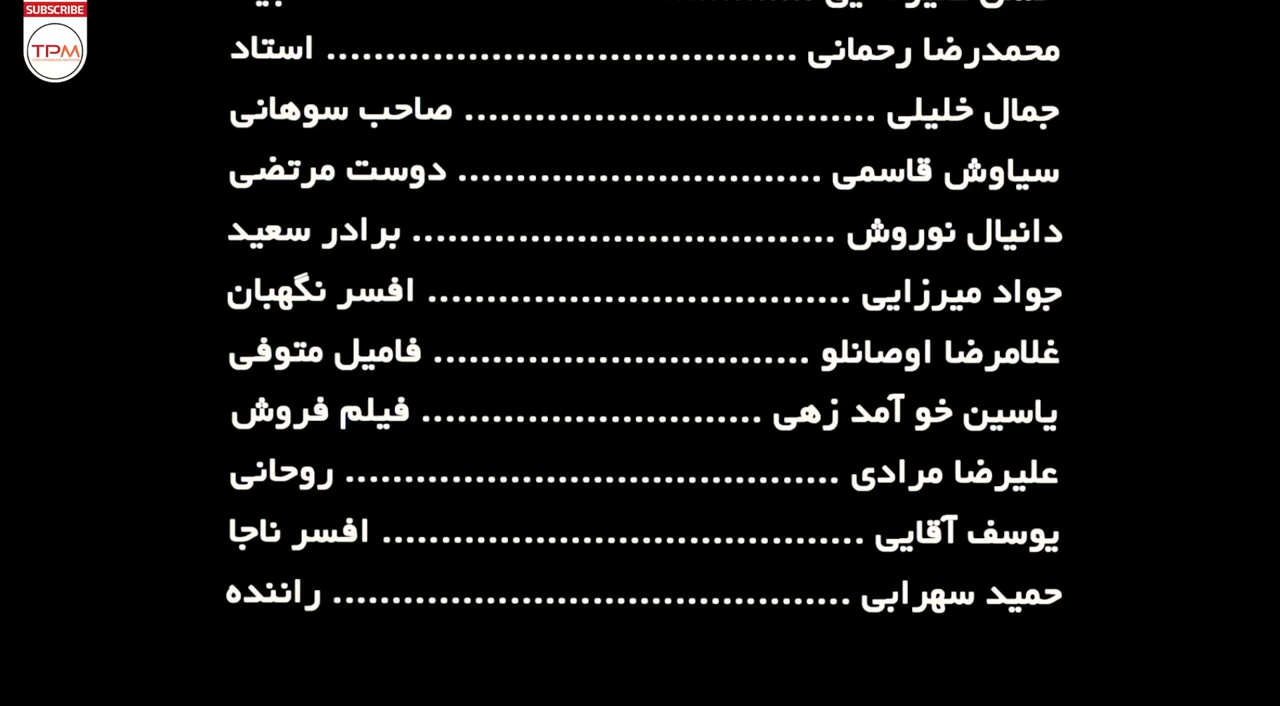 SUBSCRIBE
TPM
محمدرضا رحمانی ........................................ استاد
جمال خلیلی ................................... صاحب سوهانی
سیاوش قاسمی ............................... دوست مرتضی
دانیال نوروش .................................... برادر سعید
جواد میرزایی .................................... افسر نگهبان
غلامرضا اوصانلو ................................ فامیل متوفی
یاسین خو آمد زهی ............................. فیلم فروش
علیرضا مرادی .......................................... روحانی
یوسف آقایی ......................................... افسر ناجا
حمید سهرابی ............................................ راننده